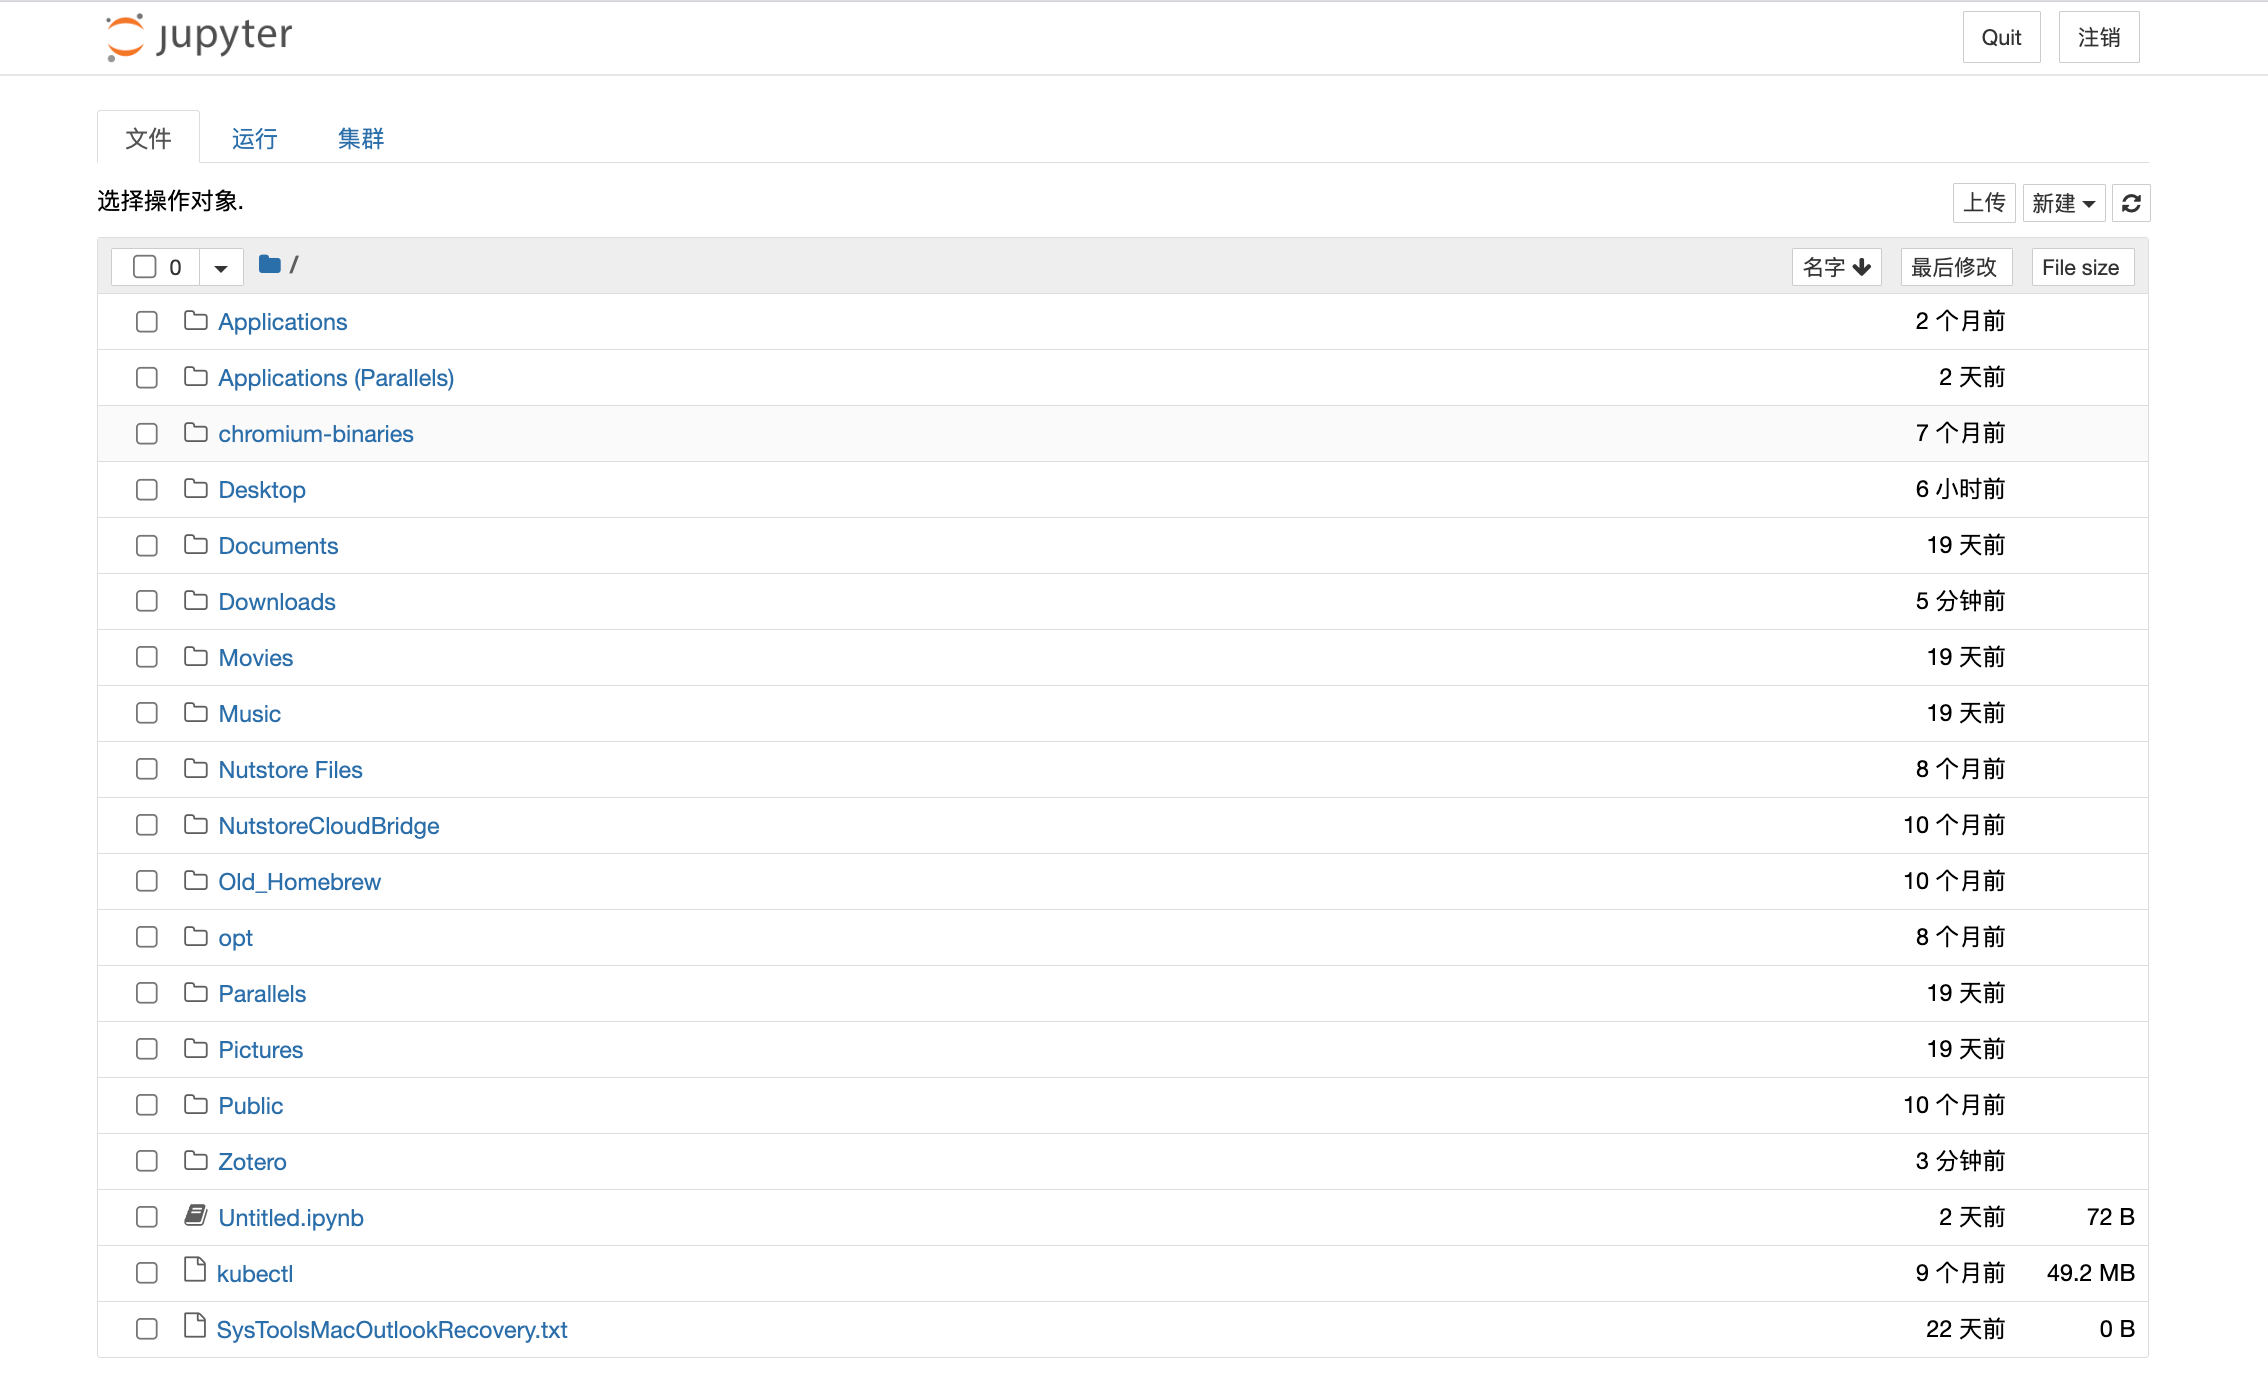 jupyter Quit 注销
文件 运行 集群
选择操作对象. 上传 新建
0 / 名字 最后修改 File size
Applications 2 个月前
Applications (Parallels) 2 天前
chromium-binaries 7 个月前
Desktop 6 小时前
Documents 19 天前
Downloads 5 分钟前
Movies 19 天前
Music 19 天前
Nutstore Files 8 个月前
NutstoreCloudBridge 10 个月前
Old_Homebrew 10 个月前
opt 8 个月前
Parallels 19 天前
Pictures 19 天前
Public 10 个月前
Zotero 3 分钟前
Untitled.ipynb 2 天前 72 B
kubectl 9 个月前 49.2 MB
SysToolsMacOutlookRecovery.txt 22 天前 0 B